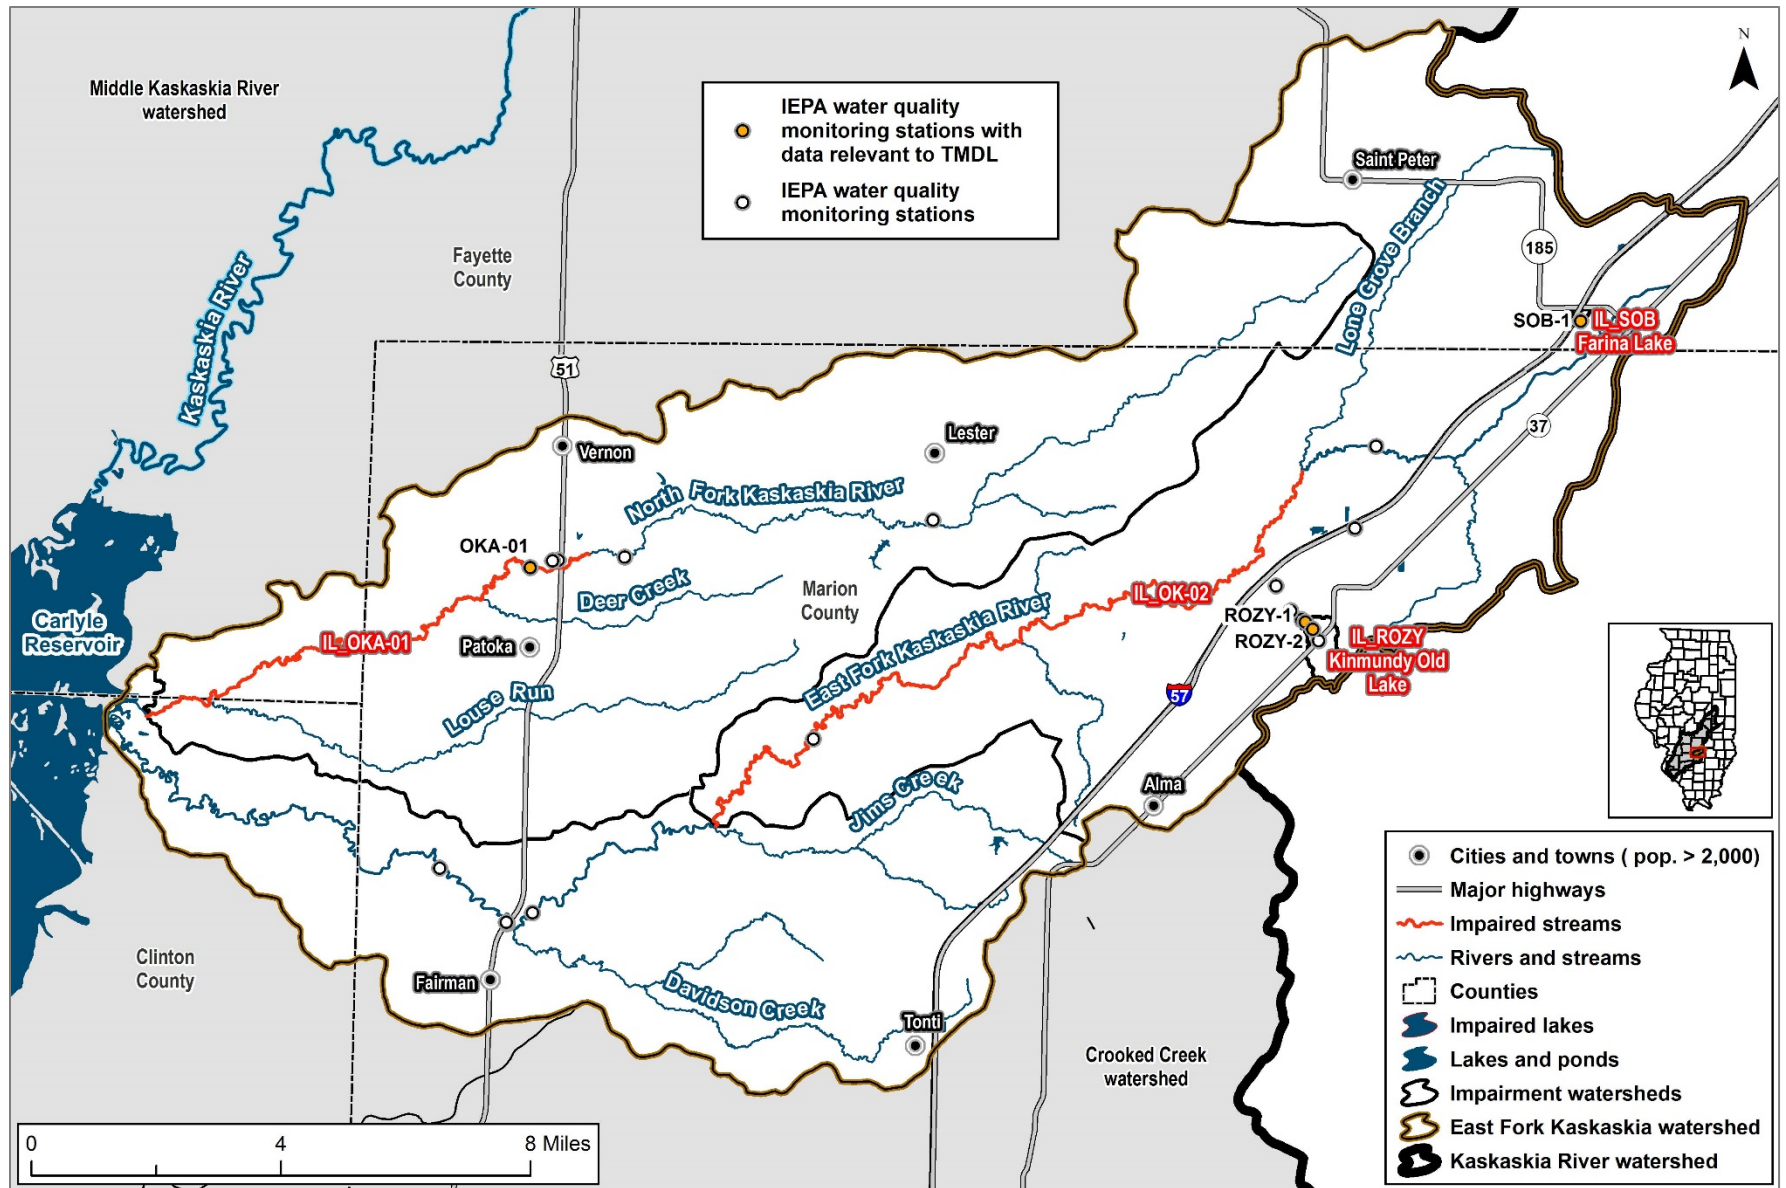 Middle Kaskaskia River
watershed
IEPA water quality
monitoring stations with
data relevant to TMDL
IEPA water quality
monitoring stations
N
Saint Peter
Lone Grove Branch
185
Fayette
County
Kaskaskia River
SOB-1
IL_SOB
Farina Lake
51
37
Vernon
Lester
North Fork Kaskaskia River
OKA-01
Deer Creek
Marion
County
IL_OK-02
East Fork Kaskaskia River
ROZY-1
ROZY-2
IL_ROZY
Kinmundy Old
Lake
Carlyle
Reservoir
IL_OKA-01
Patoka
Louse Run
57
Jims Creek
Alma
Clinton
County
Fairman
Davidson Creek
Tonti
Crooked Creek
watershed
Cities and towns ( pop. > 2,000)
Major highways
Impaired streams
Rivers and streams
Counties
Impaired lakes
Lakes and ponds
Impairment watersheds
East Fork Kaskaskia watershed
Kaskaskia River watershed
0 4 8 Miles